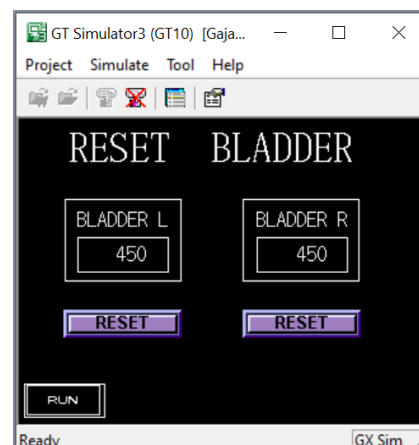 GT Simulator3 (GT10) [Gaja...
Project Simulate Tool Help
RESET BLADDER
BLADDER L BLADDER R
450 450
RESET RESET
RUN
Ready GX Sim